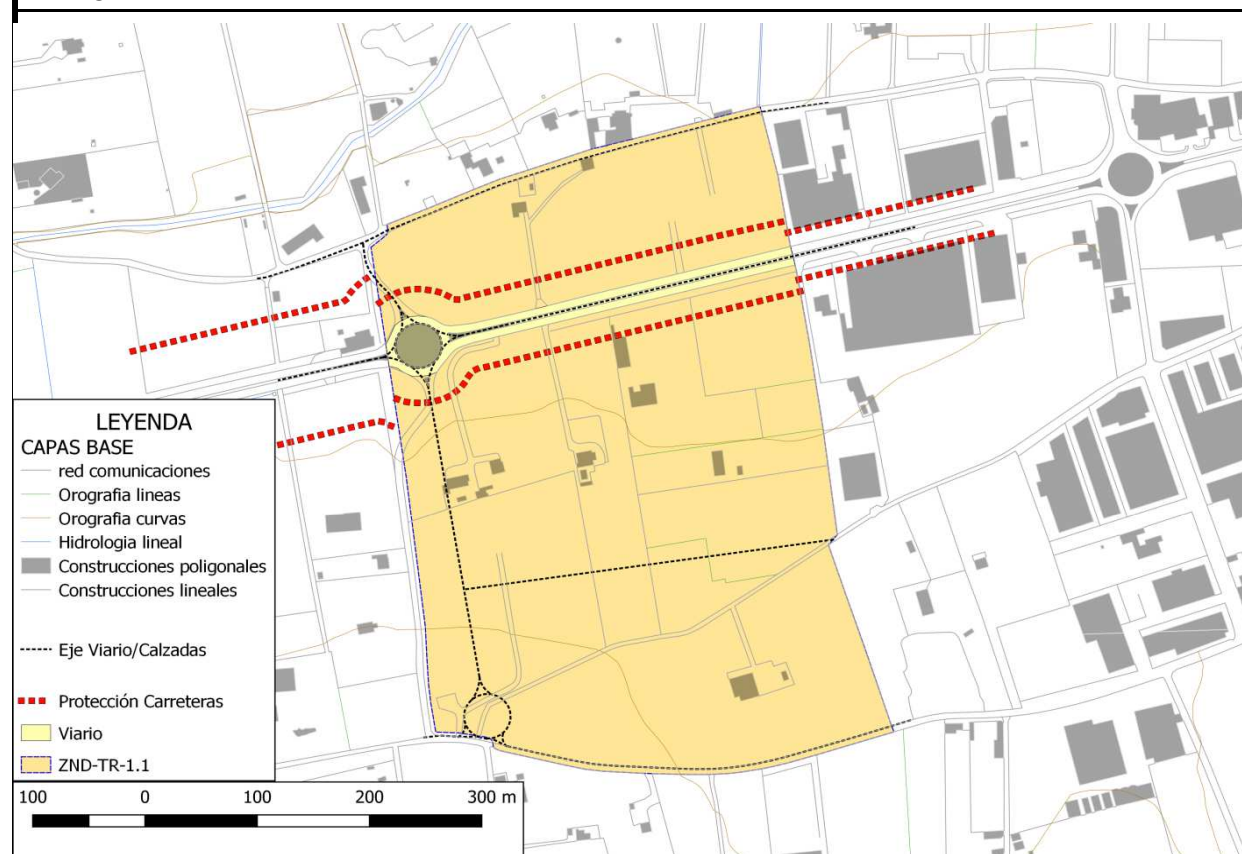 LEYENDA
CAPAS BASE
red comunicaciones
Orografia lineas
Orografia curvas
Hidrologia lineal
Construcciones poligonales
Construcciones lineales
Eje Viario/Calzadas
Protección Carreteras
Viario
ZND-TR-1.1
100 0 100 200 300 m